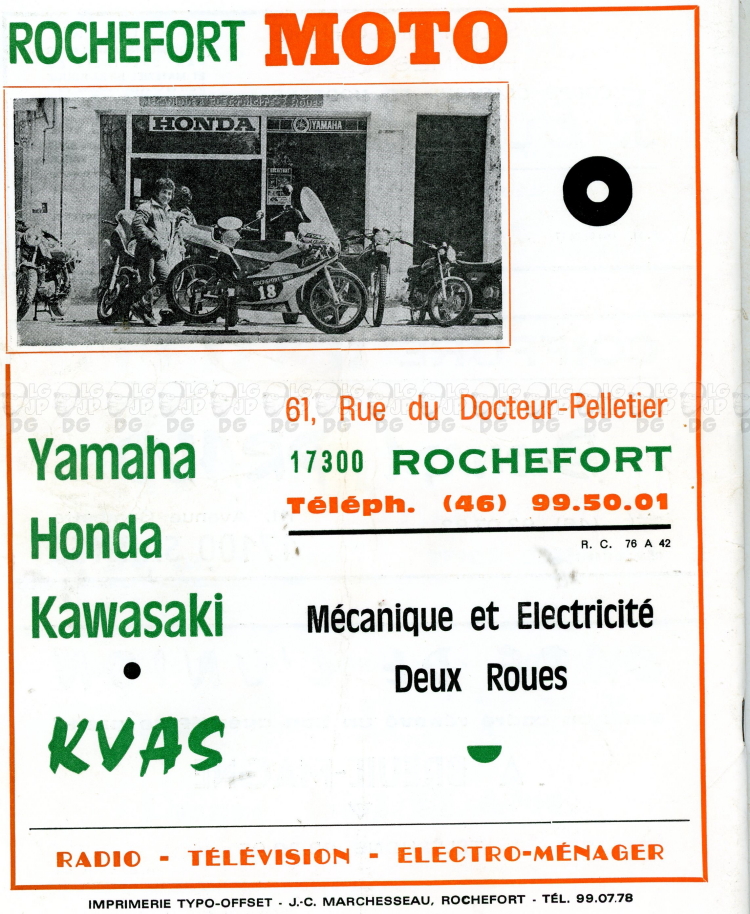 ROCHEFORT MOTO
HONDA
YAMAHA
ROCHEFORT MOTO
18
61, Rue du Docteur-Pelletier
17300 ROCHEFORT
Téléph. (46) 99.50.01
R. C. 76 A 42
Yamaha
Honda
Kawasaki
KVAS
Mécanique et Electricité
Deux Roues
RADIO - TÉLÉVISION - ELECTRO-MÉNAGER
IMPRIMERIE TYPO-OFFSET - J.-C. MARCHESSEAU, ROCHEFORT - TÉL. 99.07.78